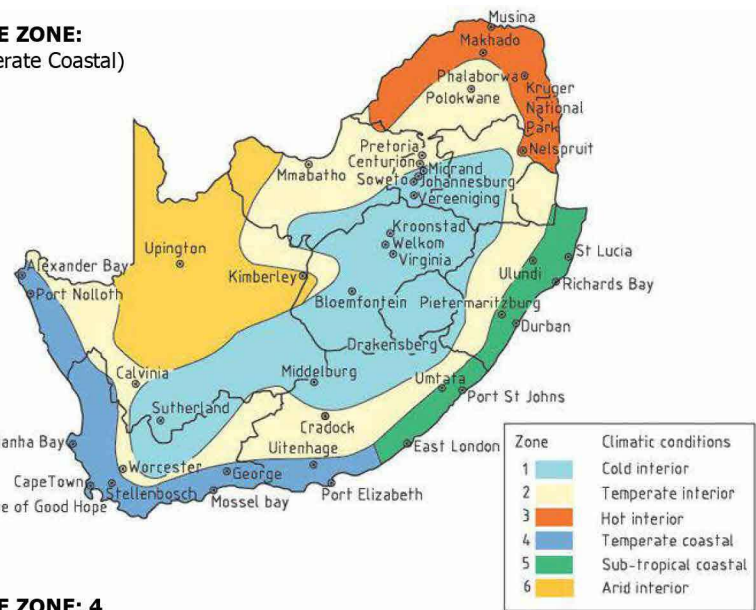 E ZONE:
erate Coastal)
Musina
Makhado
Phalaborwa
Kruger
National
Park
Polokwane
Nelspruit
Pretoria
Centurion
Midrand
Mmabatho
Soweto
Johannesburg
Vereeniging
Kroonstad
Welkom
Virginia
Upington
Kimberley
Bloemfontein
Ulundi
St Lucia
Richards Bay
Pietermaritzburg
Durban
Alexander Bay
Port Nolloth
Drakensberg
Calvinia
Middelburg
Umtata
Port St Johns
Sutherland
Cradock
Uitenhage
East London
anha Bay
Worcester
George
Cape Town
Stellenbosch
Mossel bay
Port Elizabeth
e of Good Hope
Zone Climatic conditions
1 Cold interior
2 Temperate interior
3 Hot interior
4 Temperate coastal
5 Sub-tropical coastal
6 Arid interior
E ZONE: 4